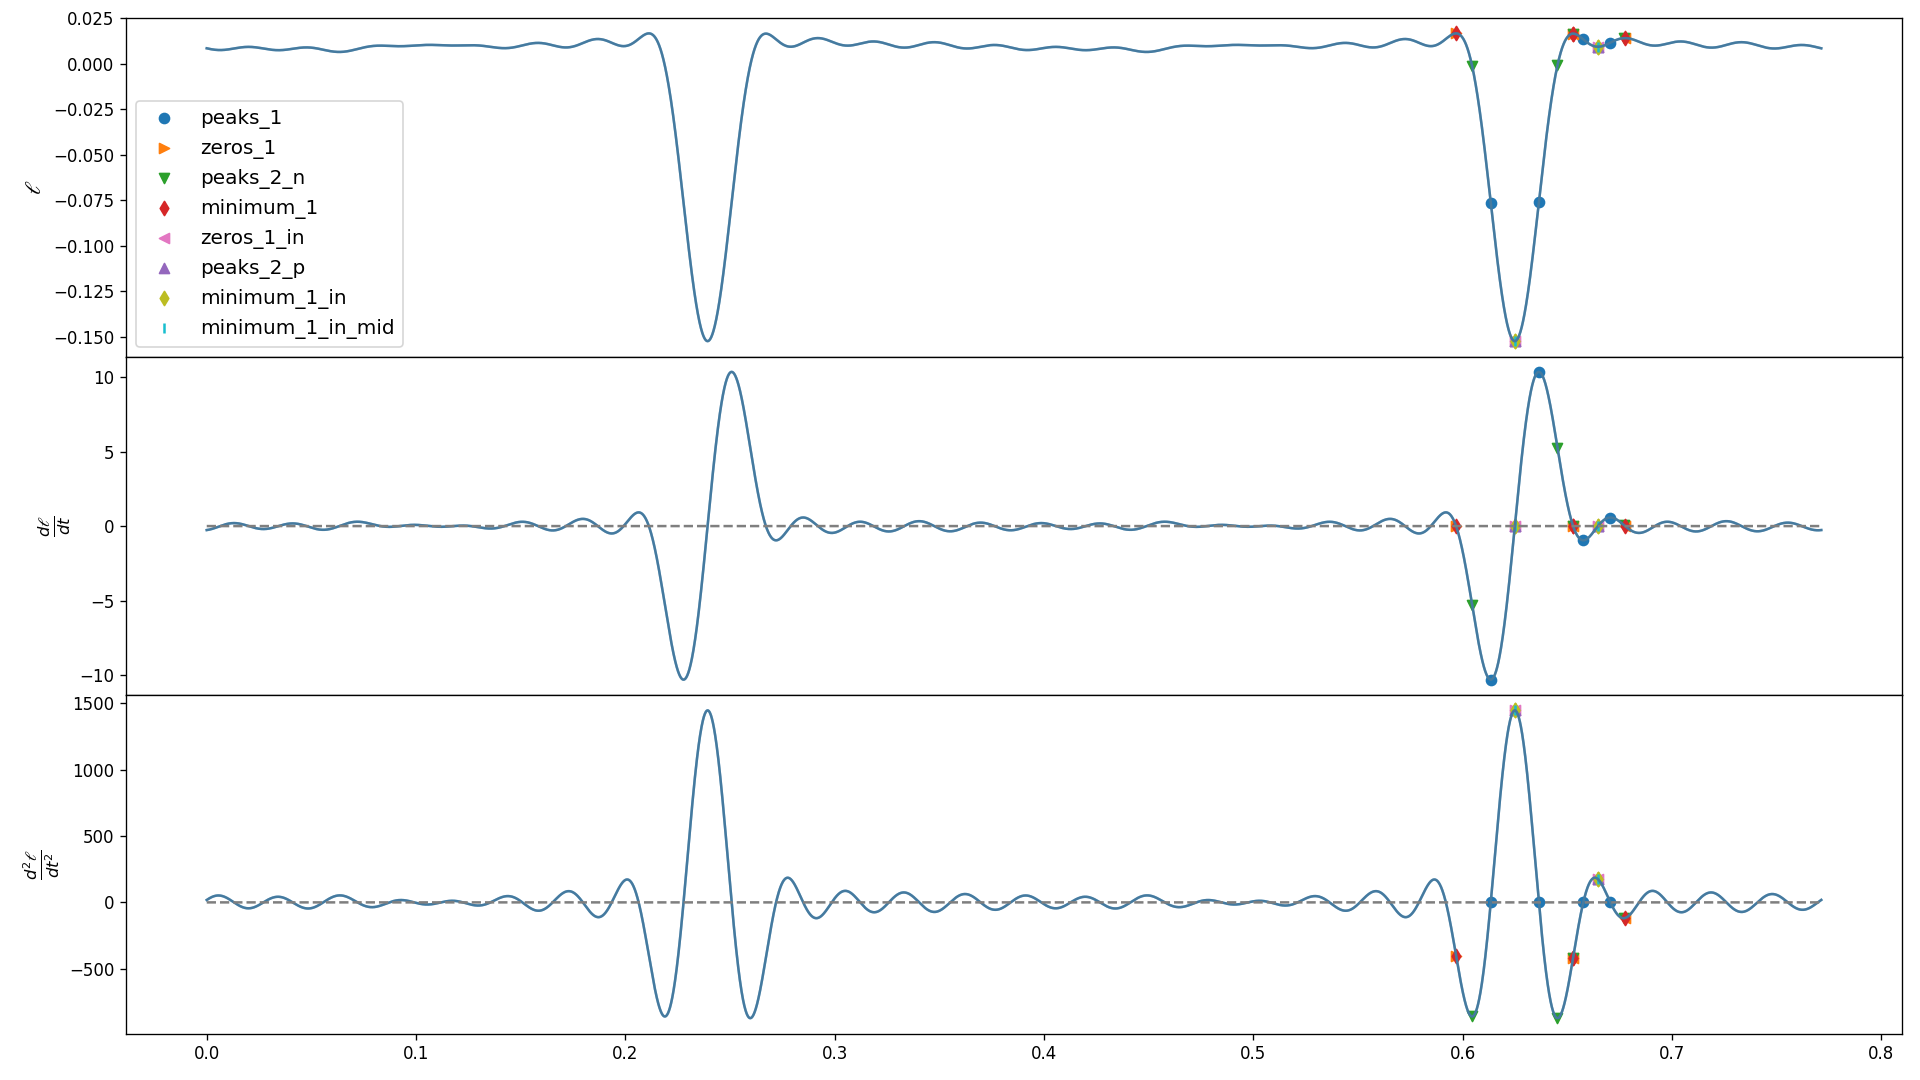 0.025
0.000
−0.025
−0.050
−0.075
−0.100
−0.125
−0.150
ℓ
peaks_1
zeros_1
peaks_2_n
minimum_1
zeros_1_in
peaks_2_p
minimum_1_in
minimum_1_in_mid
10
5
0
−5
−10
dℓ/dt
1500
1000
500
0
−500
d²ℓ/dt²
0.0 0.1 0.2 0.3 0.4 0.5 0.6 0.7 0.8